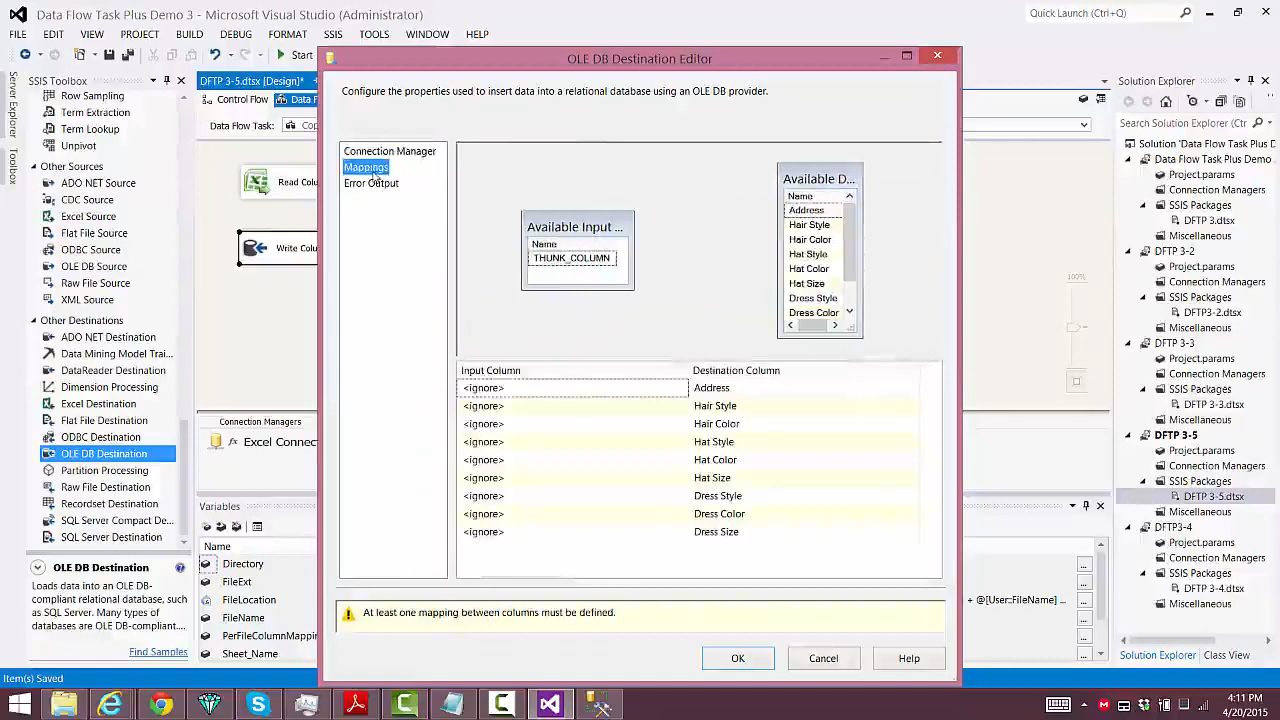 Data Flow Task Plus Demo 3 - Microsoft Visual Studio (Administrator)
Quick Launch (Ctrl+Q)
FILE EDIT VIEW PROJECT BUILD DEBUG FORMAT SSIS TOOLS WINDOW HELP
Start
SSIS Toolbox
DFTP 3-5.dtsx [Design]*
Control Flow
Data Fl
Data Flow Task:
Cop
SQL Server Explorer
Toolbox
Row Sampling
Term Extraction
Term Lookup
Unpivot
Other Sources
ADO NET Source
CDC Source
Excel Source
Flat File Source
ODBC Source
OLE DB Source
Raw File Source
XML Source
Other Destinations
ADO NET Destination
Data Mining Model Trai...
DataReader Destination
Dimension Processing
Excel Destination
Flat File Destination
ODBC Destination
OLE DB Destination
Partition Processing
Raw File Destination
Recordset Destination
SQL Server Compact De...
SQL Server Destination
OLE DB Destination
Loads data into an OLE DB-
compliant relational database,
such as SQL Server. Many types
of databases are OLE DB-compliant...
Find Samples
Read Colu
Write Colu
Connection Managers
Excel Connec
Variables
Name
Directory
FileExt
FileLocation
FileName
PerFileColumnMappin
Sheet_Name
OLE DB Destination Editor
Configure the properties used to insert data into a relational database using an OLE DB provider.
Connection Manager
Mappings
Error Output
Available Input ...
Name
THUNK_COLUMN
Available D...
Name
Address
Hair Style
Hair Color
Hat Style
Hat Color
Hat Size
Dress Style
Dress Color
Input Column Destination Column
<ignore> Address
<ignore> Hair Style
<ignore> Hair Color
<ignore> Hat Style
<ignore> Hat Color
<ignore> Hat Size
<ignore> Dress Style
<ignore> Dress Color
<ignore> Dress Size
At least one mapping between columns must be defined.
OK Cancel Help
100%
+ @[User::FileName] ...
Solution Explorer
Search Solution Explorer (Ctrl
Solution 'Data Flow Task Plus D
Data Flow Task Plus Demo
Project.params
Connection Managers
SSIS Packages
DFTP 3.dtsx
Miscellaneous
DFTP 3-2
Project.params
Connection Managers
SSIS Packages
DFTP3-2.dtsx
Miscellaneous
DFTP 3-3
Project.params
Connection Managers
SSIS Packages
DFTP 3-3.dtsx
Miscellaneous
DFTP 3-5
Project.params
Connection Managers
SSIS Packages
DFTP 3-5.dtsx
Miscellaneous
DFTP3-4
Project.params
Connection Managers
SSIS Packages
DFTP 3-4.dtsx
Miscellaneous
Solution Explorer Class View
Item(s) Saved
4:11 PM
4/20/2015